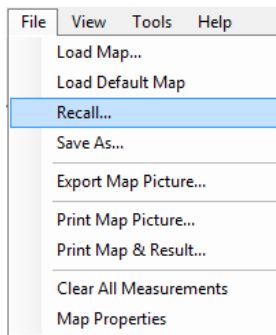 File View Tools Help
Load Map...
Load Default Map
Recall...
Save As...
Export Map Picture...
Print Map Picture...
Print Map & Result...
Clear All Measurements
Map Properties